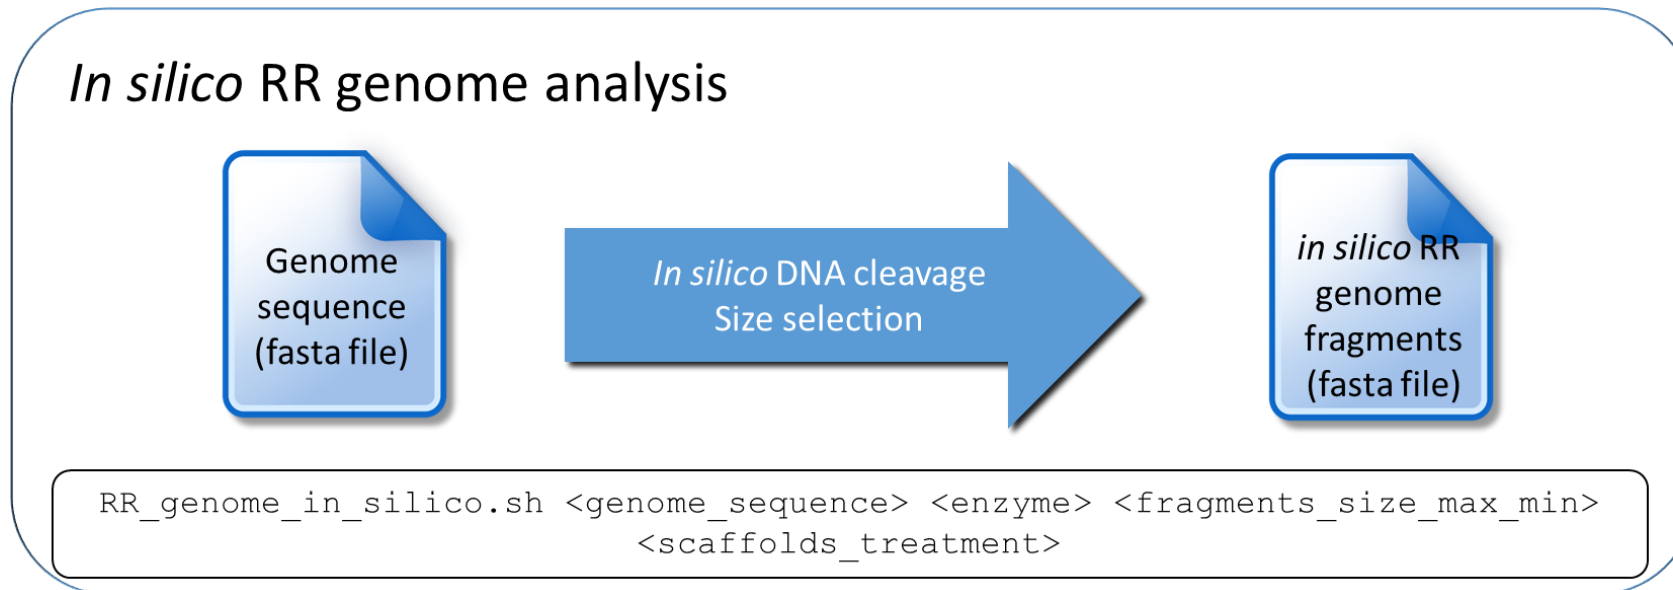 In silico RR genome analysis
Genome
sequence
(fasta file)
In silico DNA cleavage
Size selection
in silico RR
genome
fragments
(fasta file)
RR_genome_in_silico.sh <genome_sequence> <enzyme> <fragments_size_max_min>
<scaffolds_treatment>